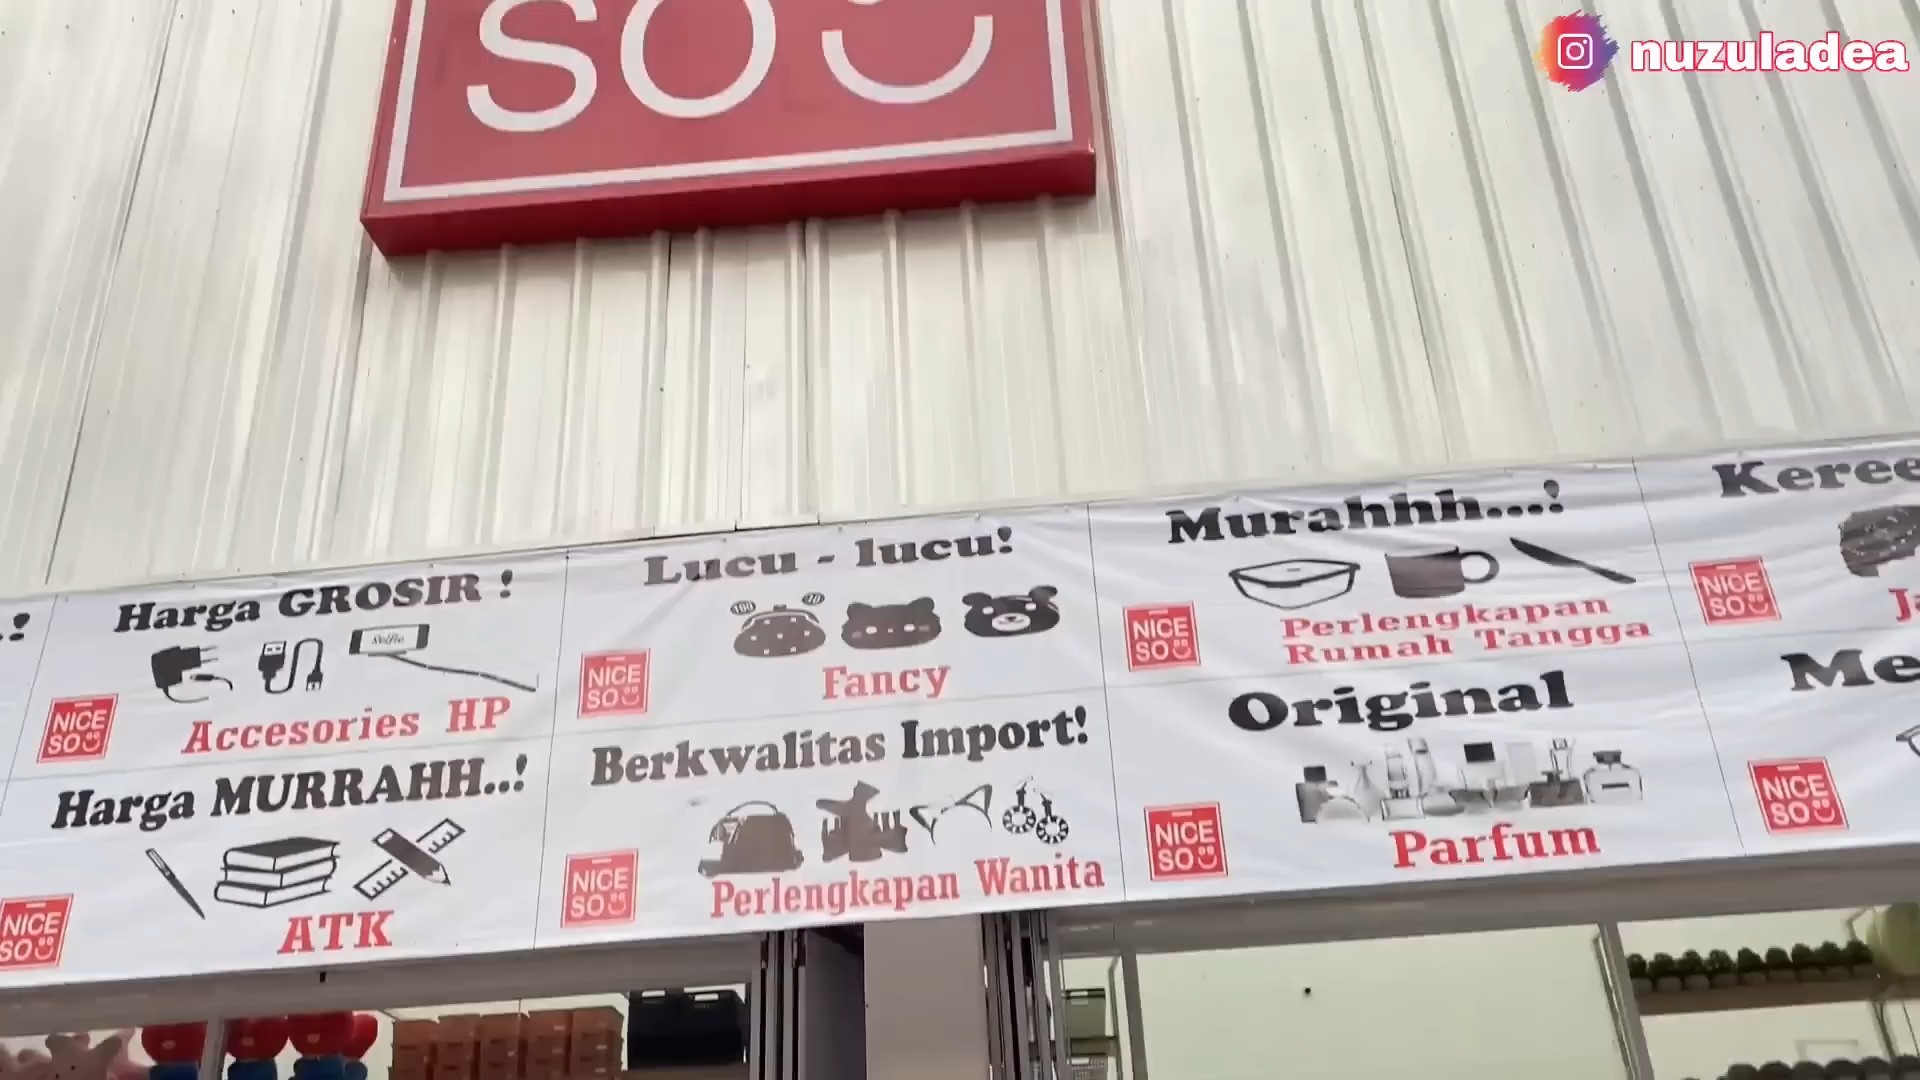 SO
nuzuladea
Harga GROSIR !
Selfie
NICE
SO
Accesories HP
Lucu - lucu!
100
20
NICE
SO
Fancy
Murahhh...!
NICE
SO
Perlengkapan
Rumah Tangga
NICE
SO
Harga MURRAHH..!
NICE
SO
ATK
Berkwalitas Import!
NICE
SO
Perlengkapan Wanita
Original
NICE
SO
Parfum
NICE
SO